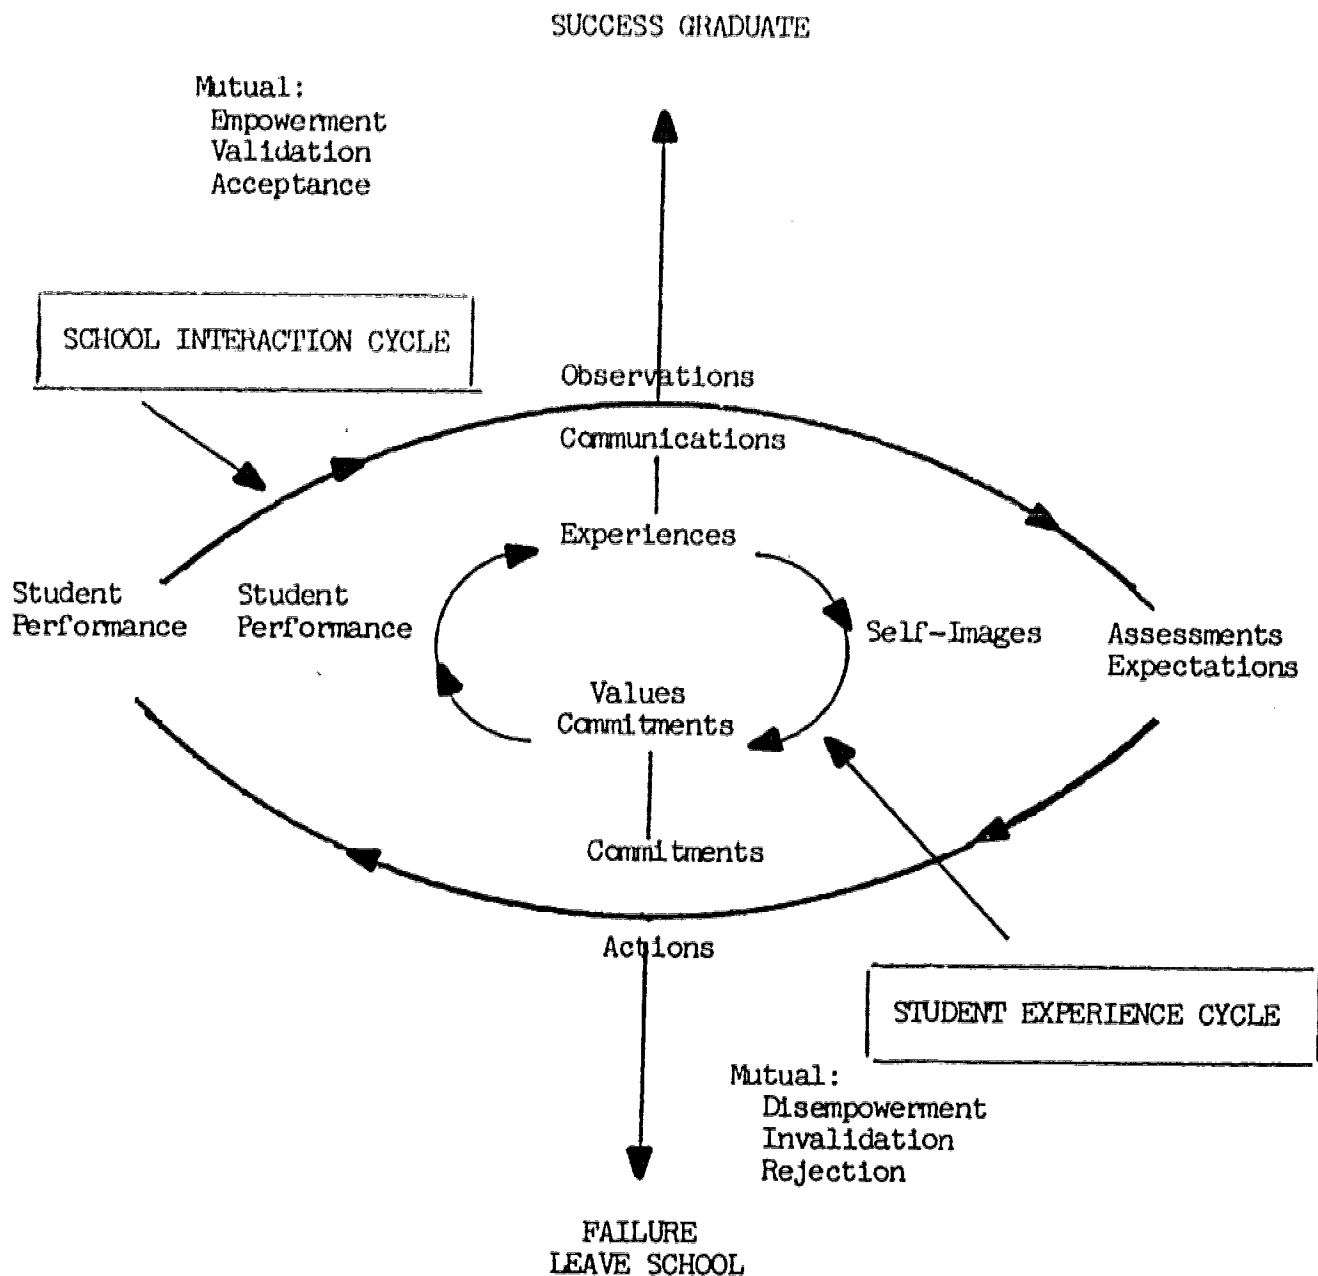 SUCCESS GRADUATE
Mutual:
Empowerment
Validation
Acceptance
SCHOOL INTERACTION CYCLE
Observations
Communications
Experiences
Student
Performance
Student
Performance
Self-Images
Assessments
Expectations
Values
Commitments
Commitments
Actions
STUDENT EXPERIENCE CYCLE
Mutual:
Disempowerment
Invalidation
Rejection
FAILURE
LEAVE SCHOOL